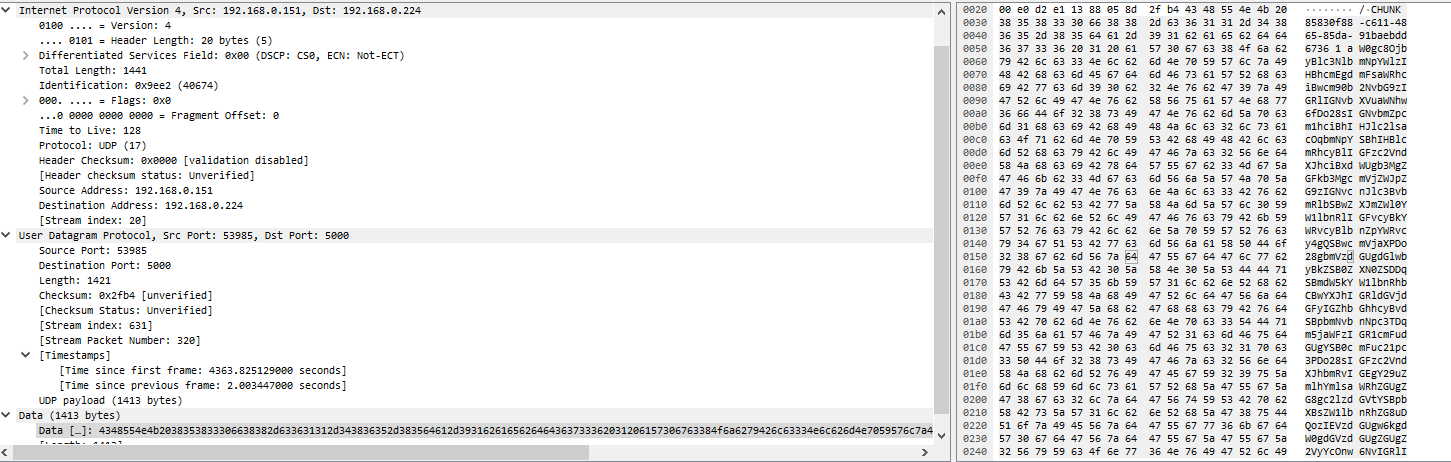 Internet Protocol Version 4, Src: 192.168.0.151, Dst: 192.168.0.224
0100 .... = Version: 4
.... 0101 = Header Length: 20 bytes (5)
Differentiated Services Field: 0x00 (DSCP: CS0, ECN: Not-ECT)
Total Length: 1441
Identification: 0x9ee2 (40674)
000. .... = Flags: 0x0
...0 0000 0000 0000 = Fragment Offset: 0
Time to Live: 128
Protocol: UDP (17)
Header Checksum: 0x0000 [validation disabled]
[Header checksum status: Unverified]
Source Address: 192.168.0.151
Destination Address: 192.168.0.224
[Stream index: 20]
User Datagram Protocol, Src Port: 53985, Dst Port: 5000
Source Port: 53985
Destination Port: 5000
Length: 1421
Checksum: 0x2fb4 [unverified]
[Checksum Status: Unverified]
[Stream index: 631]
[Stream Packet Number: 320]
[Timestamps]
[Time since first frame: 4363.825129000 seconds]
[Time since previous frame: 2.003447000 seconds]
UDP payload (1413 bytes)
Data (1413 bytes)
Data […]: 4348554e4b2038353833306638382d633631312d343836352d383564612d3931626165626464363733362031206157306763384f6a6279426c63334e6c626d4e7059576c7a4
0020 00 e0 d2 e1 13 88 05 8d 2f b4 43 48 55 4e 4b 20 ········ /·CHUNK
0030 38 35 38 33 30 66 38 38 2d 63 36 31 31 2d 34 38 85830f88 -c611-48
0040 36 35 2d 38 35 64 61 2d 39 31 62 61 65 62 64 64 65-85da- 91baebdd
0050 36 37 33 36 20 31 20 61 57 30 67 63 38 4f 6a 62 6736 1 a W0gc8Ojb
0060 79 42 6c 63 33 4e 6c 62 6d 4e 70 59 57 6c 7a 49 yBlc3Nlb mNpYWlzI
0070 48 42 68 63 6d 45 67 64 6d 46 73 61 57 52 68 63 HBhcmEgd mFsaWRhc
0080 69 42 77 63 6d 39 30 62 32 4e 76 62 47 39 7a 49 iBwcm90b 2NvbG9zI
0090 47 52 6c 49 47 4e 76 62 58 56 75 61 57 4e 68 77 GRlIGNvb XVuaWNhw
00a0 36 66 44 6f 32 38 73 49 47 4e 76 62 6d 5a 70 63 6fDo28sI GNvbmZpc
00b0 6d 31 68 63 69 42 68 49 48 4a 6c 63 32 6c 73 61 m1hciBhI HJlc2lsa
00c0 63 4f 71 62 6d 4e 70 59 53 42 68 49 48 42 6c 63 cOqbmNpY SBhIHBlc
00d0 6d 52 68 63 79 42 6c 49 47 46 7a 63 32 56 6e 64 mRhcyBlI GFzc2Vnd
00e0 58 4a 68 63 69 42 78 64 57 55 67 62 33 4d 67 5a XJhciBxd WUgb3MgZ
00f0 47 46 6b 62 33 4d 67 63 6d 56 6a 5a 57 4a 70 5a GFkb3Mgc mVjZWJpZ
0100 47 39 7a 49 47 4e 76 63 6e 4a 6c 63 33 42 76 62 G9zIGNvc nJlc3Bvb
0110 6d 52 6c 62 53 42 77 5a 58 4a 6d 5a 57 6c 30 59 mRlbSBwZ XJmZWl0Y
0120 57 31 6c 62 6e 52 6c 49 47 46 76 63 79 42 6b 59 W1lbnRlI GFvcyBkY
0130 57 52 76 63 79 42 6c 62 6e 5a 70 59 57 52 76 63 WRvcyBlb nZpYWRvc
0140 79 34 67 51 53 42 77 63 6d 56 6a 61 58 50 44 6f y4gQSBwc mVjaXPDo
0150 32 38 67 62 6d 56 7a 64 47 55 67 64 47 6c 77 62 28gbmVzd GUgdGlwb
0160 79 42 6b 5a 53 42 30 5a 58 4e 30 5a 53 44 44 71 yBkZSB0Z XN0ZSDDq
0170 53 42 6d 64 57 35 6b 59 57 31 6c 62 6e 52 68 62 SBmdW5kY W1lbnRhb
0180 43 42 77 59 58 4a 68 49 47 52 6c 64 47 56 6a 64 CBwYXJhI GRldGVjd
0190 47 46 79 49 47 5a 68 62 47 68 68 63 79 42 76 64 GFyIGZhb GhhcyBvd
01a0 53 42 70 62 6d 4e 76 62 6e 4e 70 63 33 54 44 71 SBpbmNvb nNpc3TDq
01b0 6d 35 6a 61 57 46 7a 49 47 52 31 63 6d 46 75 64 m5jaWFzI GR1cmFud
01c0 47 55 67 59 53 42 30 63 6d 46 75 63 32 31 70 63 GUgYSB0c mFuc21pc
01d0 33 50 44 6f 32 38 73 49 47 46 7a 63 32 56 6e 64 3PDo28sI GFzc2Vnd
01e0 58 4a 68 62 6d 52 76 49 47 45 67 59 32 39 75 5a XJhbmRvI GEgY29uZ
01f0 6d 6c 68 59 6d 6c 73 61 57 52 68 5a 47 55 67 5a mlhYmlsa WRhZGUgZ
0200 47 38 67 63 32 6c 7a 64 47 56 74 59 53 42 70 62 G8gc2lzd GVtYSBpb
0210 58 42 73 5a 57 31 6c 62 6e 52 68 5a 47 38 75 44 XBsZW1lb nRhZG8uD
0220 51 6f 7a 49 45 56 7a 64 47 55 67 77 36 6b 67 64 QozIEVzd GUgw6kgd
0230 57 30 67 64 47 56 7a 64 47 55 67 5a 47 55 67 5a W0gdGVzd GUgZGUgZ
0240 32 56 79 59 63 4f 6e 77 36 4e 76 49 47 52 6c 49 2VyYcOnw 6NvIGRlI